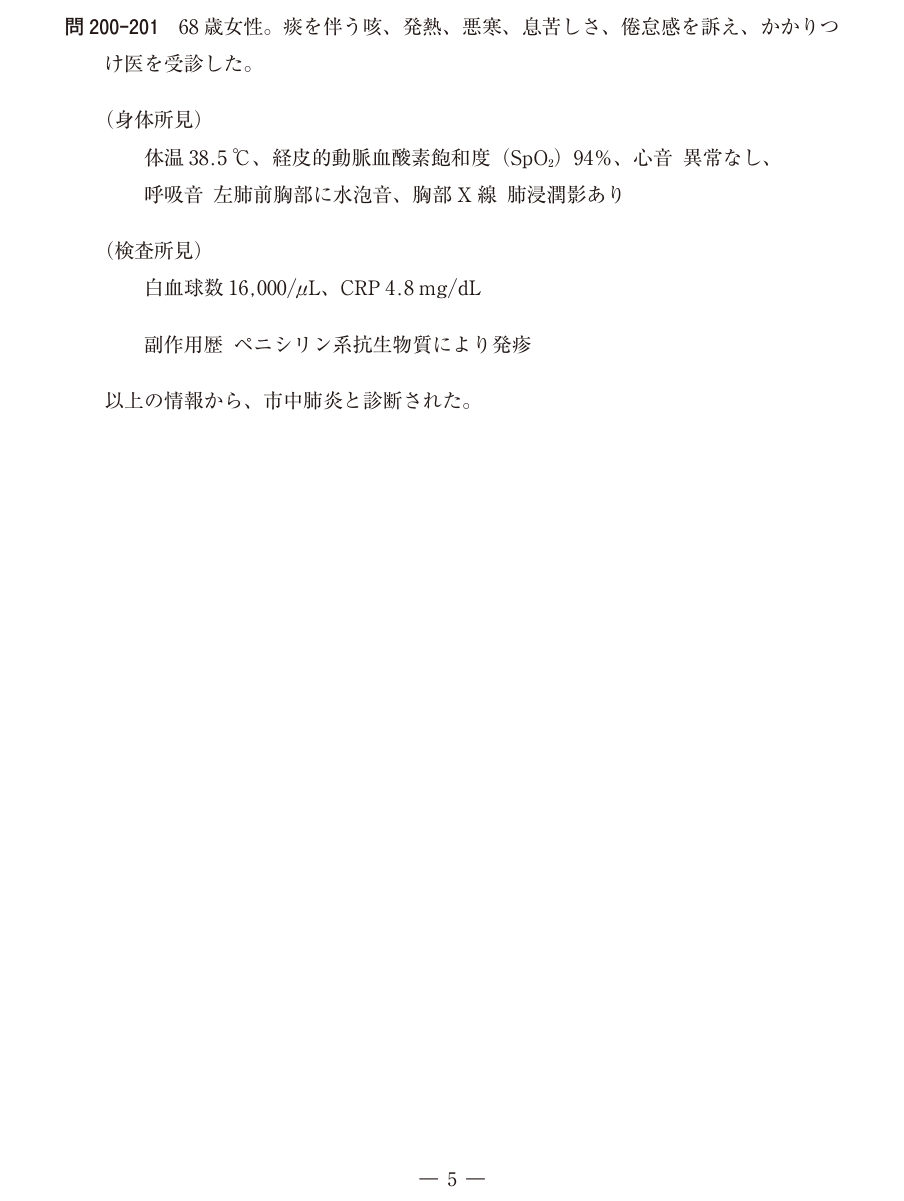 問 200-201　68 歳女性。痰を伴う咳、発熱、悪寒、息苦しさ、倦怠感を訴え、かかりつ
け医を受診した。
（身体所見）
体温 38.5 ℃、経皮的動脈血酸素飽和度（SpO₂）94％、心音 異常なし、
呼吸音 左肺前胸部に水泡音、胸部 X 線 肺浸潤影あり
（検査所見）
白血球数 16,000/μL、CRP 4.8 mg/dL
副作用歴 ペニシリン系抗生物質により発疹
以上の情報から、市中肺炎と診断された。
— 5 —